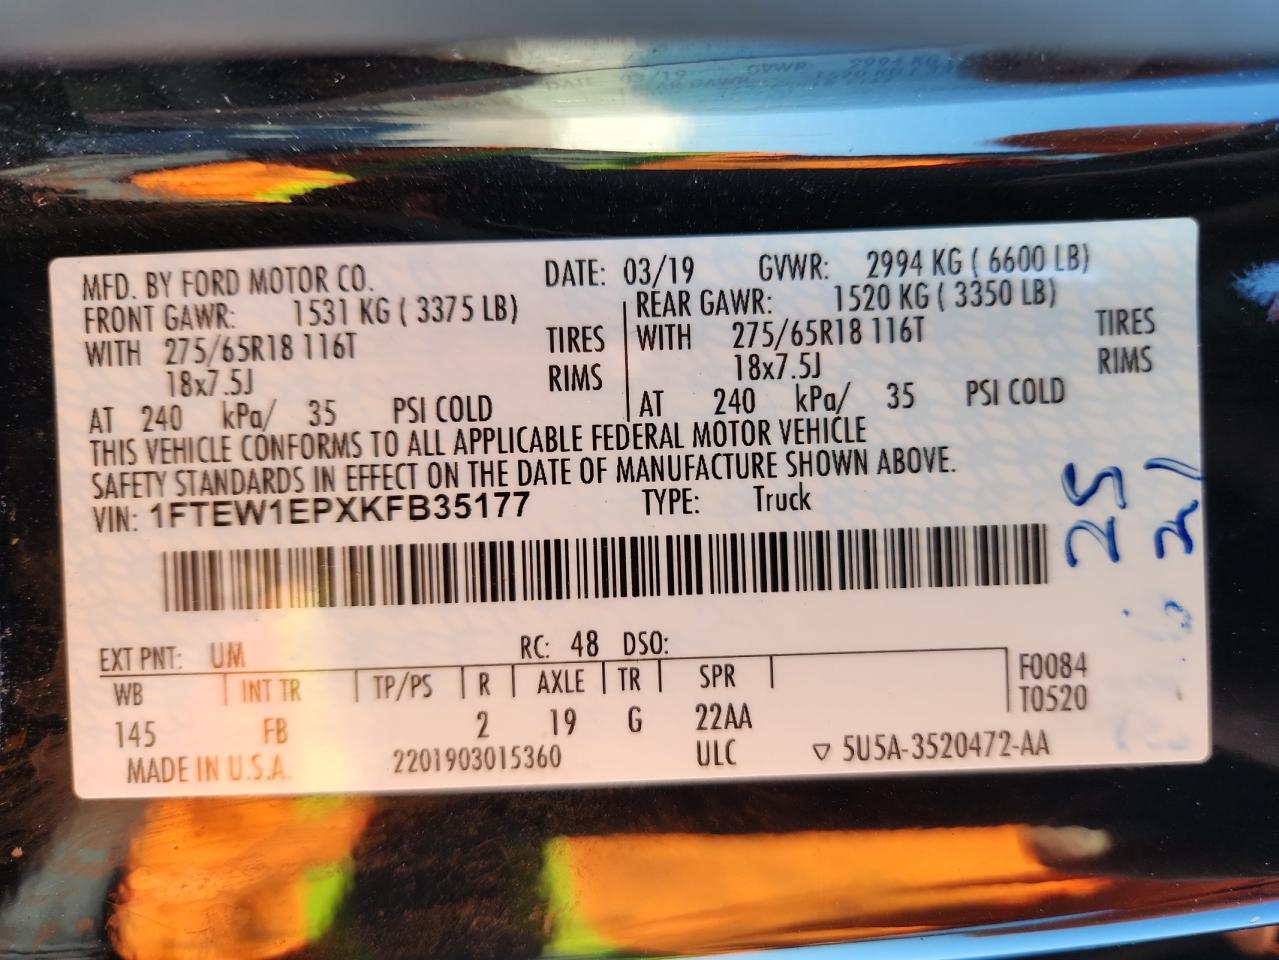 MFD. BY FORD MOTOR CO. DATE: 03/19 GVWR: 2994 KG ( 6600 LB)
FRONT GAWR: 1531 KG ( 3375 LB) REAR GAWR: 1520 KG ( 3350 LB)
WITH 275/65R18 116T TIRES WITH 275/65R18 116T TIRES
18x7.5J RIMS 18x7.5J RIMS
AT 240 kPa/ 35 PSI COLD AT 240 kPa/ 35 PSI COLD
THIS VEHICLE CONFORMS TO ALL APPLICABLE FEDERAL MOTOR VEHICLE
SAFETY STANDARDS IN EFFECT ON THE DATE OF MANUFACTURE SHOWN ABOVE.
VIN: 1FTEW1EPXKFB35177 TYPE: Truck
25
21
EXT PNT: UM RC: 48 DSO:
WB INT TR TP/PS R AXLE TR SPR F0084
145 FB 2 19 G 22AA T0520
MADE IN U.S.A. 2201903015360 ULC ▽ 5U5A-3520472-AA